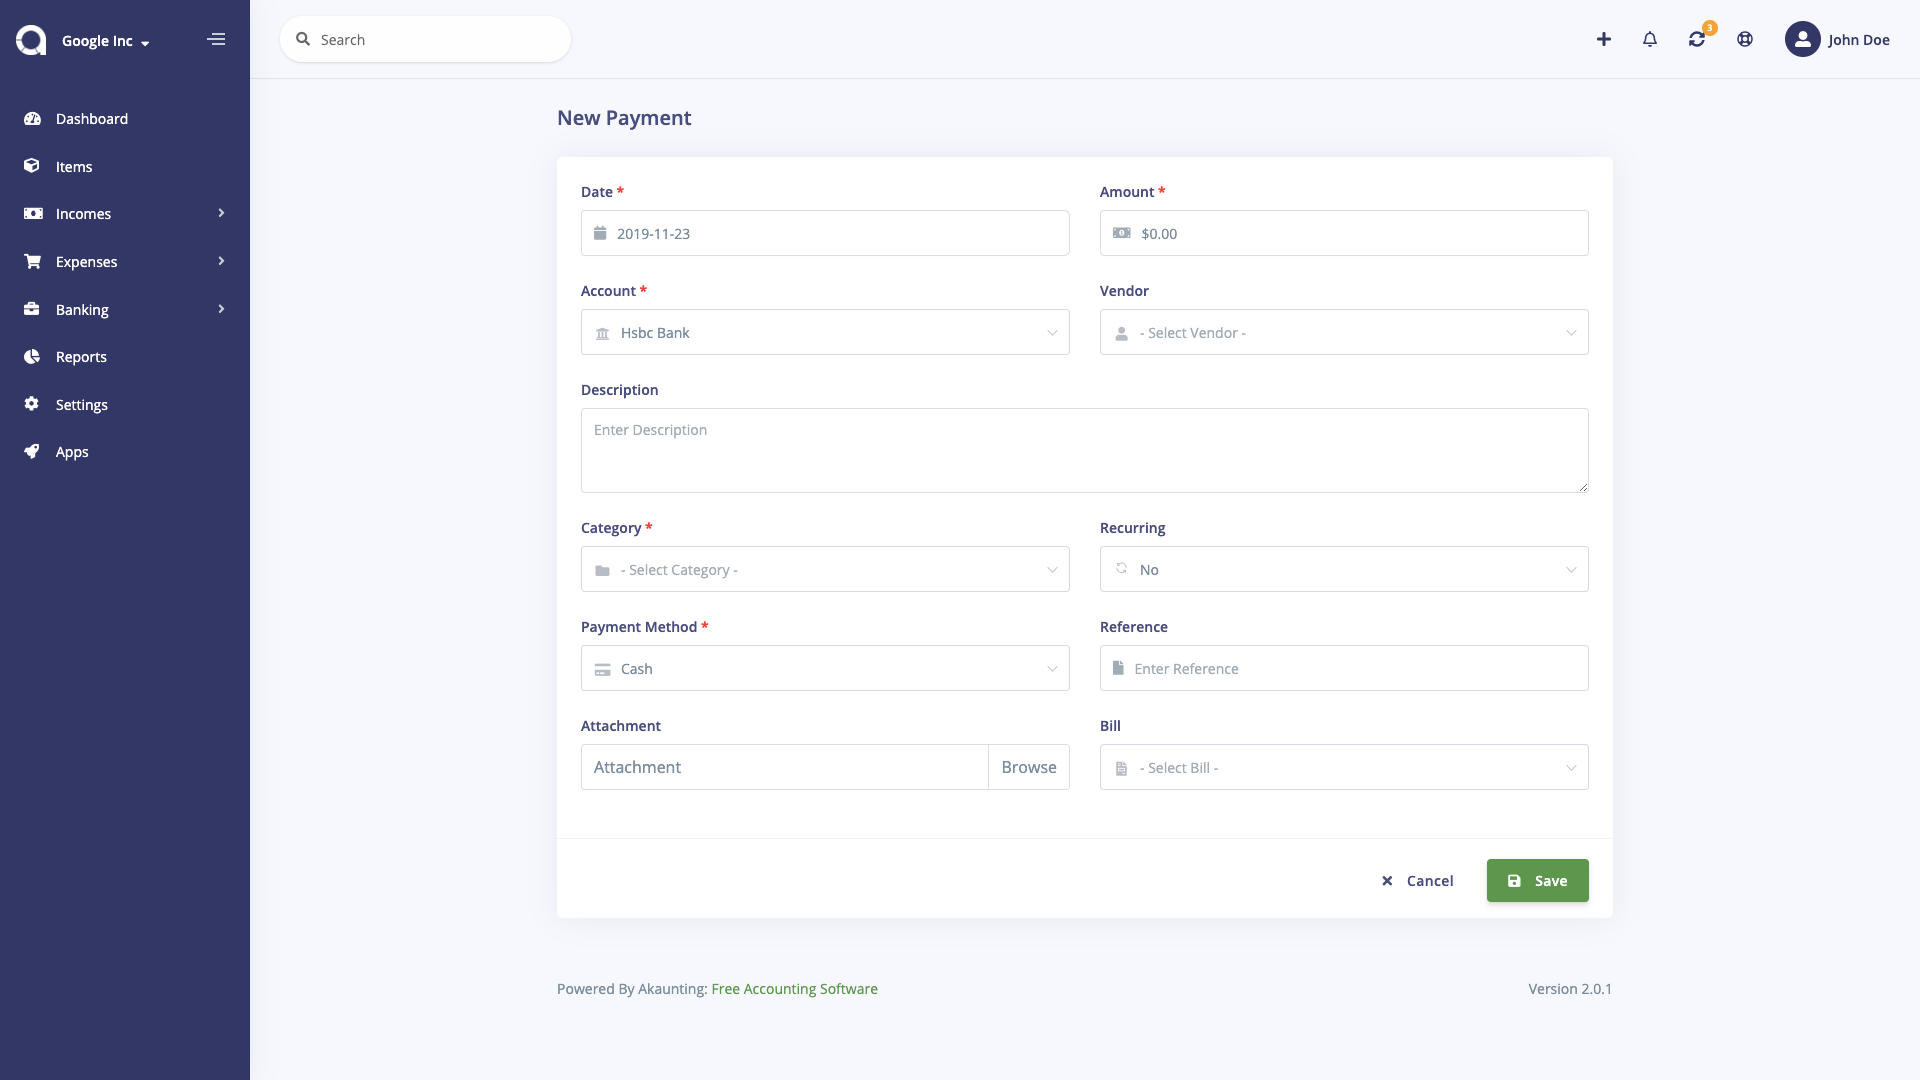 Google Inc
Search
3
John Doe
Dashboard
Items
Incomes
Expenses
Banking
Reports
Settings
Apps
New Payment
Date *
Amount *
2019-11-23
$0.00
Account *
Vendor
Hsbc Bank
- Select Vendor -
Description
Enter Description
Category *
Recurring
- Select Category -
No
Payment Method *
Reference
Cash
Enter Reference
Attachment
Bill
Attachment
Browse
- Select Bill -
Cancel
Save
Powered By Akaunting: Free Accounting Software
Version 2.0.1